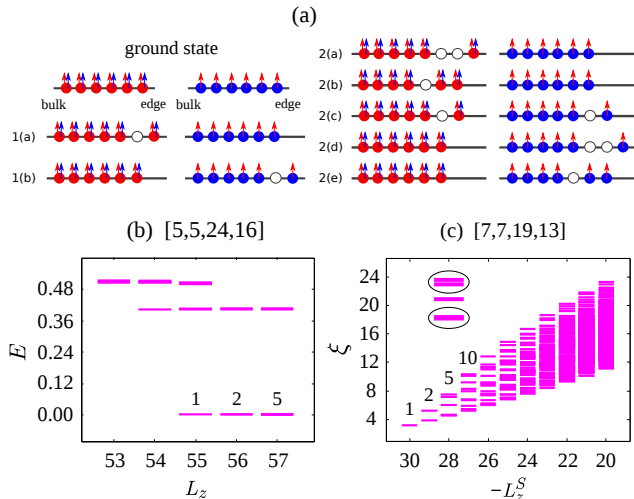 (a)
ground state
bulk
edge
bulk
edge
1(a)
1(b)
2(a)
2(b)
2(c)
2(d)
2(e)
(b) [5,5,24,16]
E
0.48
0.36
0.24
0.12
0.00
1
2
5
53
54
55
56
57
L_z
(c) [7,7,19,13]
ξ
24
20
16
12
8
4
1
2
5
10
30
28
26
24
22
20
−L_z^S